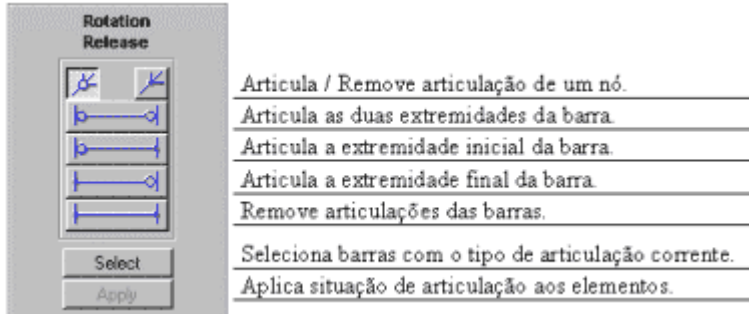 Rotation
Release
Articula / Remove articulação de um nó.
Articula as duas extremidades da barra.
Articula a extremidade inicial da barra.
Articula a extremidade final da barra.
Remove articulações das barras.
Select
Seleciona barras com o tipo de articulação corrente.
Apply
Aplica situação de articulação aos elementos.